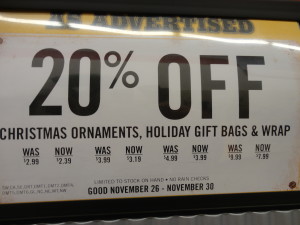 AS ADVERTISED
20% OFF
CHRISTMAS ORNAMENTS, HOLIDAY GIFT BAGS & WRAP
WAS NOW WAS NOW WAS NOW WAS NOW
$2.99 $2.39 $3.99 $3.19 $4.99 $3.99 $9.99 $7.99
LIMITED TO STOCK ON HAND • NO RAIN CHECKS
GOOD NOVEMBER 26 - NOVEMBER 30